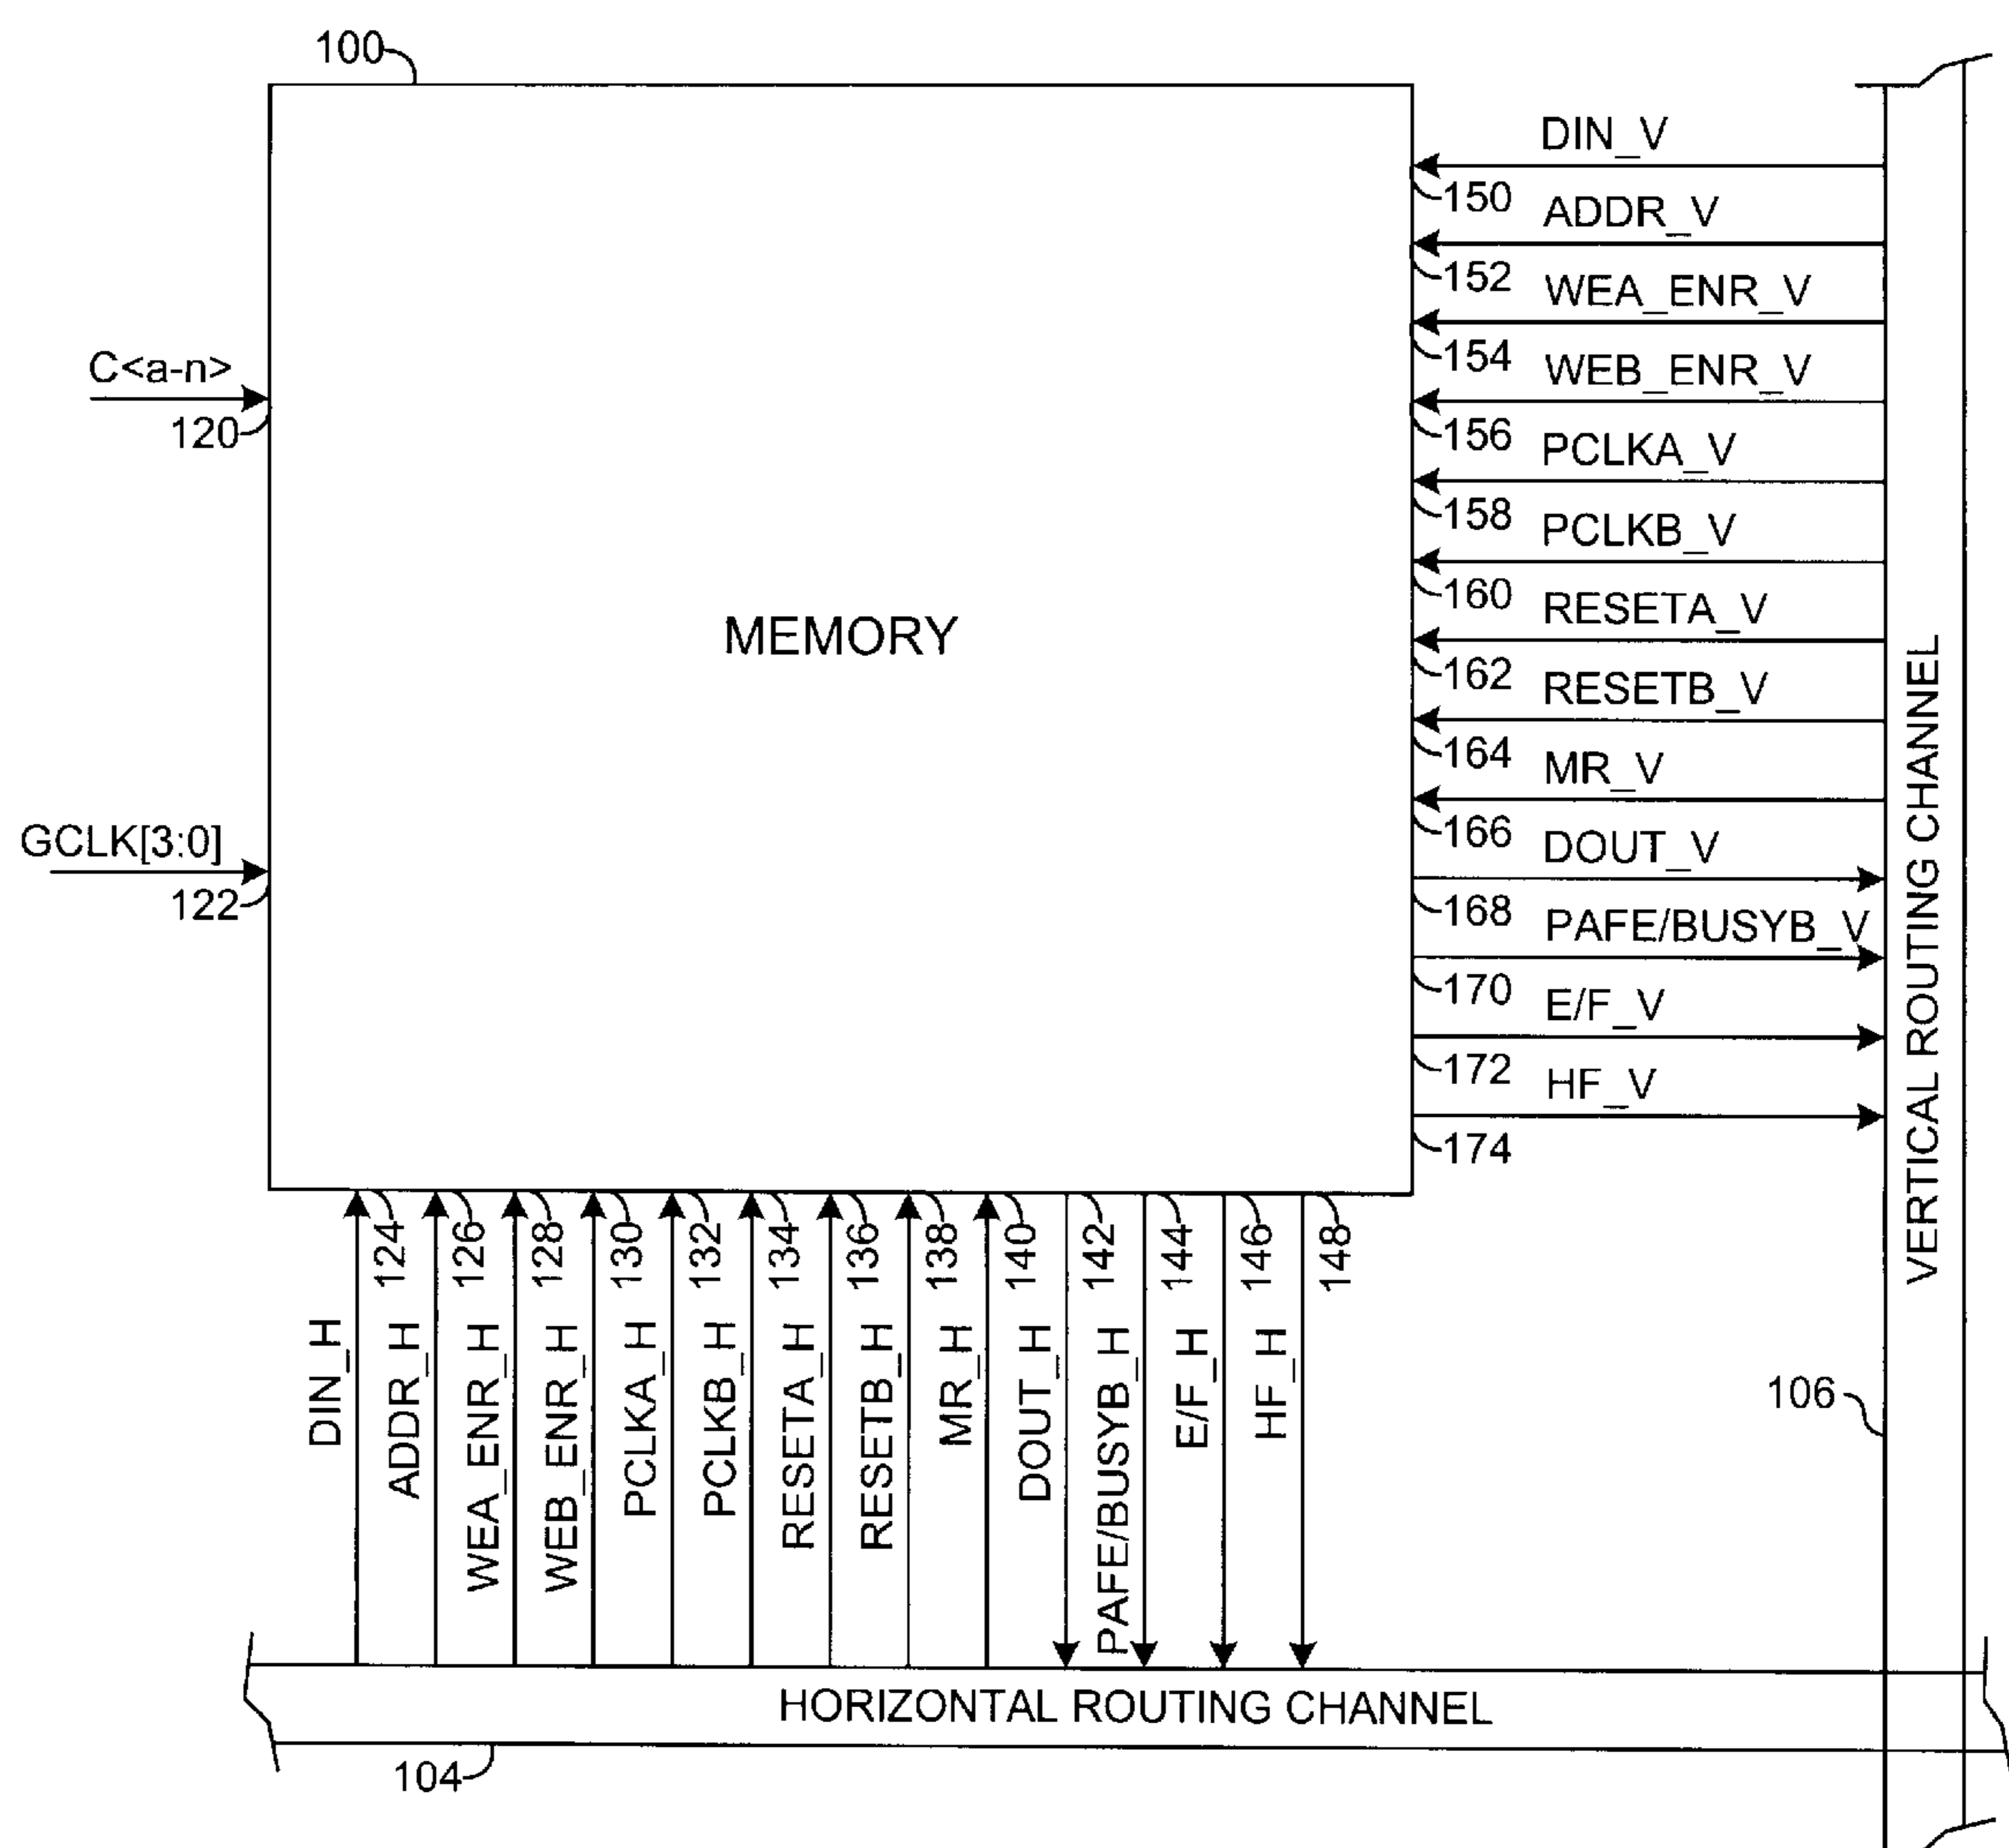 100
DIN_V
150
ADDR_V
152
WEA_ENR_V
154
WEB_ENR_V
156
PCLKA_V
158
PCLKB_V
160
RESETA_V
162
RESETB_V
164
MR_V
166
DOUT_V
168
PAFE/BUSYB_V
170
E/F_V
172
HF_V
174
C<a-n>
120
MEMORY
GCLK[3:0]
122
VERTICAL ROUTING CHANNEL
106
124
126
128
130
132
134
136
138
140
142
144
146
148
DIN_H
ADDR_H
WEA_ENR_H
WEB_ENR_H
PCLKA_H
PCLKB_H
RESETA_H
RESETB_H
MR_H
DOUT_H
PAFE/BUSYB_H
E/F_H
HF_H
HORIZONTAL ROUTING CHANNEL
104